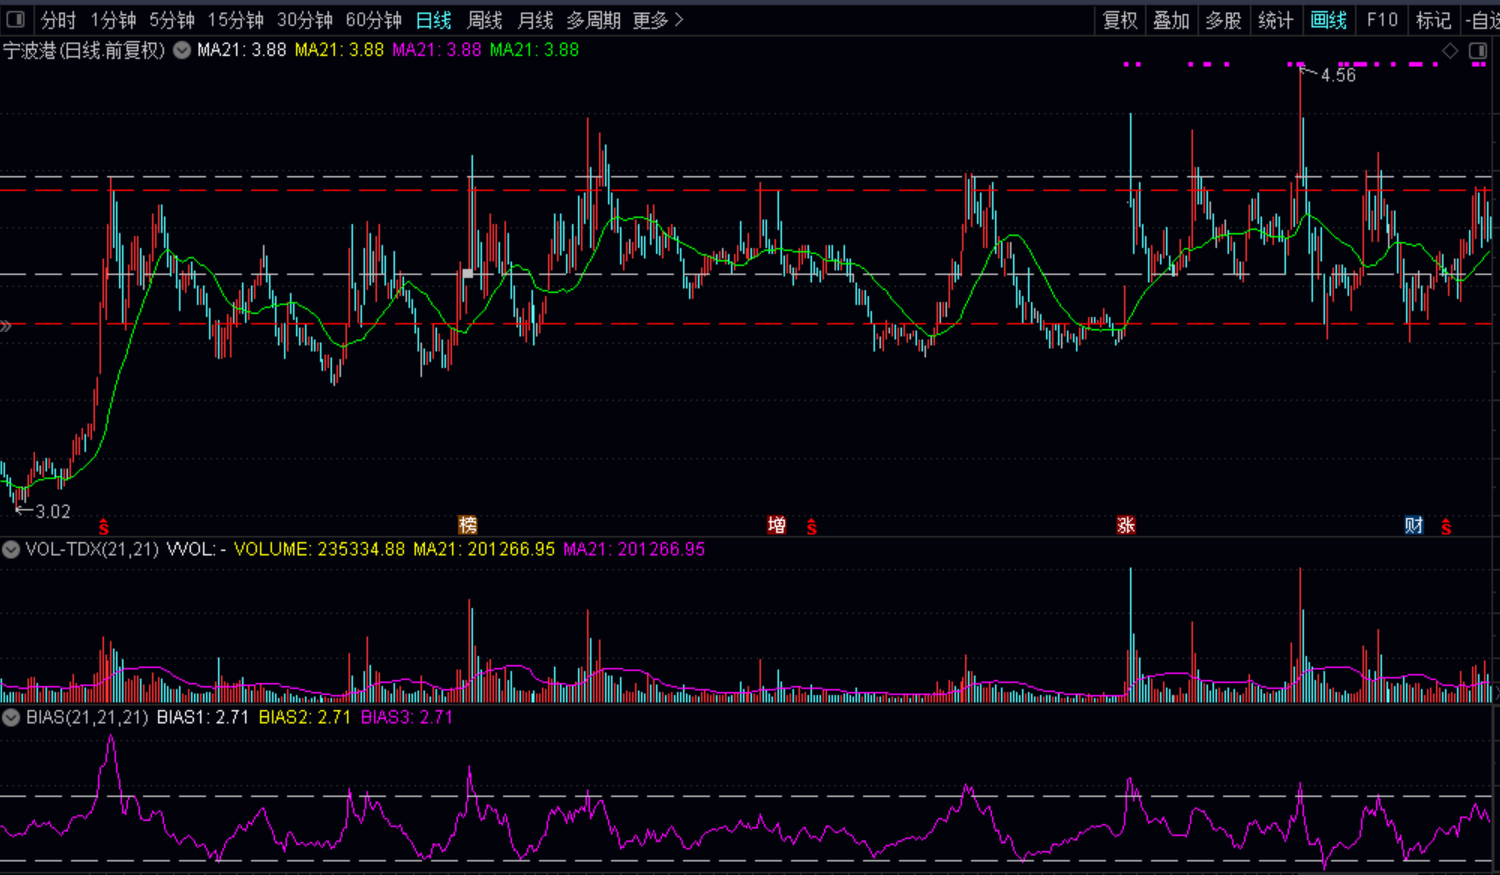 分时 1分钟 5分钟 15分钟 30分钟 60分钟 日线 周线 月线 多周期 更多 复权 叠加 多股 统计 画线 F10 标记 -自选
宁波港(日线.前复权) MA21: 3.88 MA21: 3.88 MA21: 3.88 MA21: 3.88
4.56
3.02
S 榜 增 S 涨 财 S
VOL-TDX(21,21) VVOL: - VOLUME: 235334.88 MA21: 201266.95 MA21: 201266.95
BIAS(21,21,21) BIAS1: 2.71 BIAS2: 2.71 BIAS3: 2.71